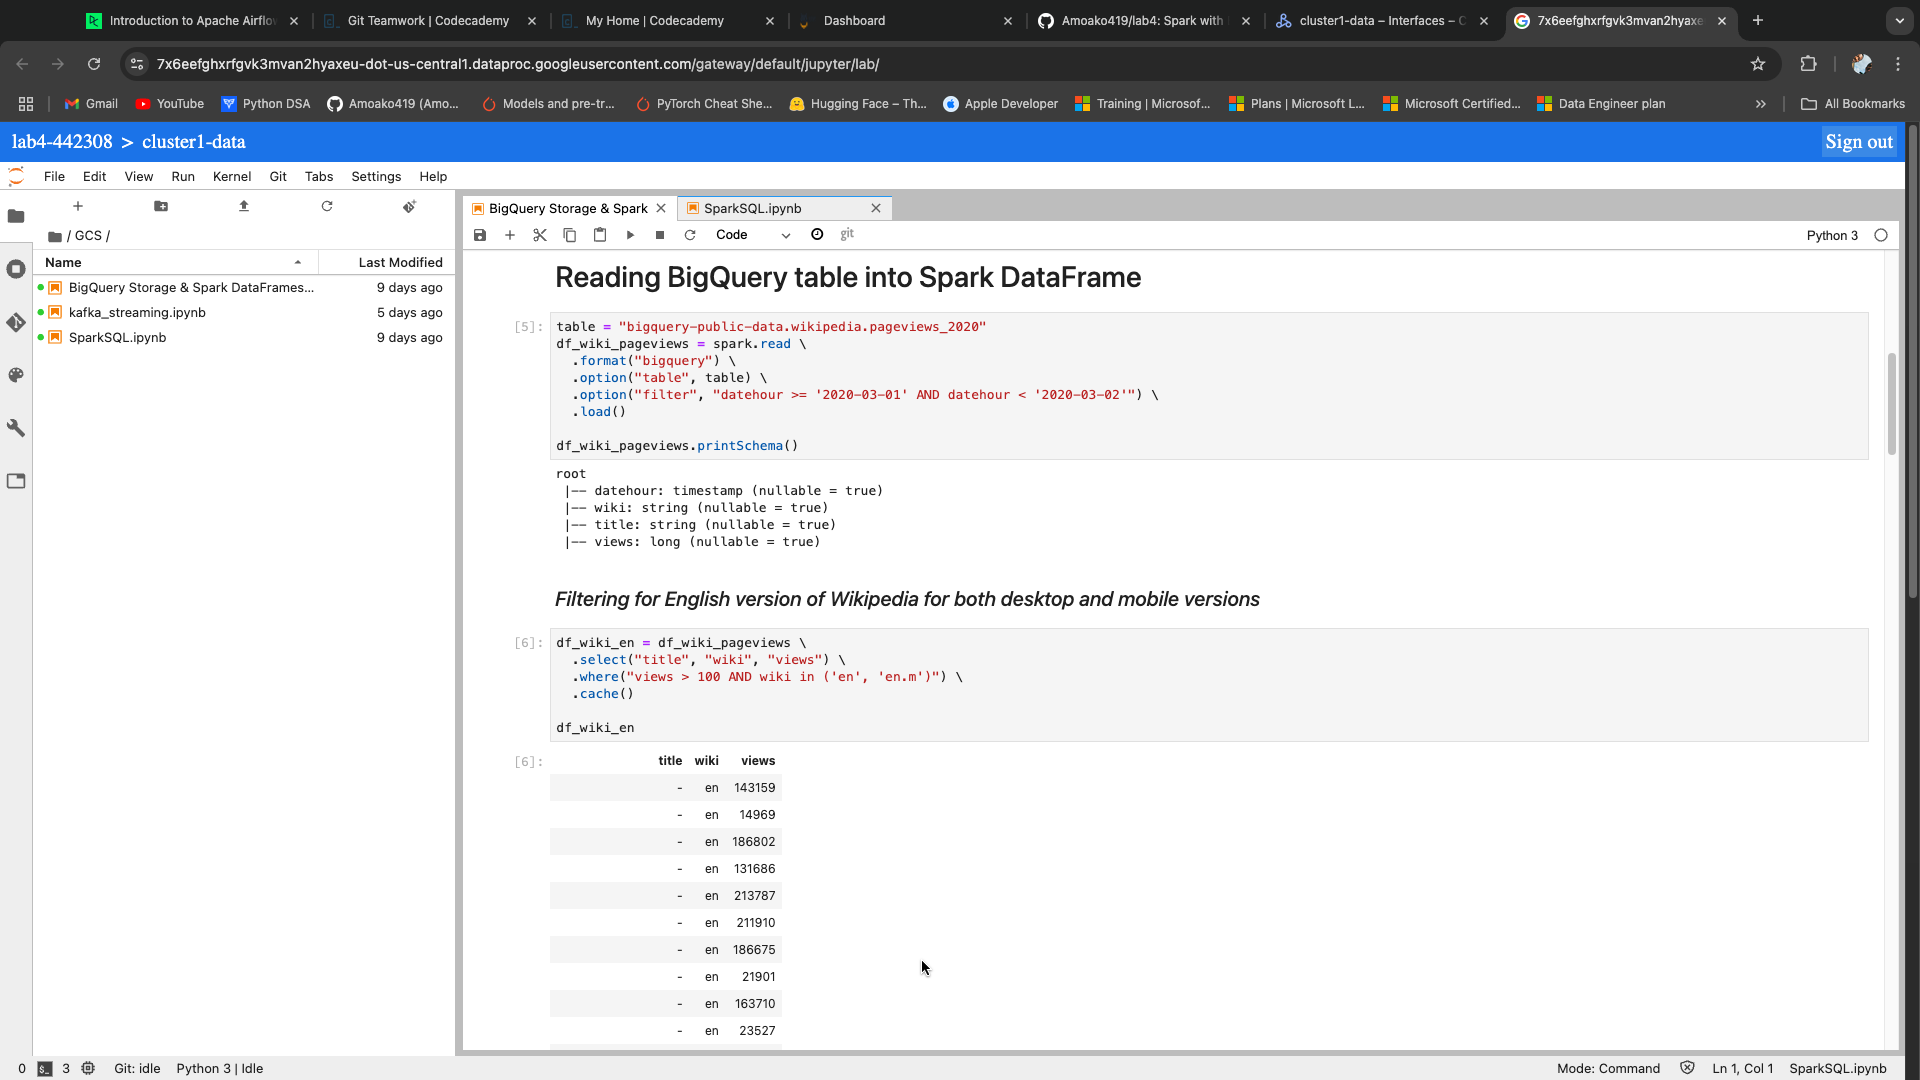 Introduction to Apache Airflo
Git Teamwork | Codecademy
My Home | Codecademy
Dashboard
Amoako419/lab4: Spark with
cluster1-data – Interfaces – C
7x6eefghxrfgvk3mvan2hyaxe
7x6eefghxrfgvk3mvan2hyaxeu-dot-us-central1.dataproc.googleusercontent.com/gateway/default/jupyter/lab/
Gmail
YouTube
Python DSA
Amoako419 (Amo...
Models and pre-tr...
PyTorch Cheat She...
Hugging Face – Th...
Apple Developer
Training | Microsof...
Plans | Microsoft L...
Microsoft Certified...
Data Engineer plan
All Bookmarks
lab4-442308 > cluster1-data
Sign out
File Edit View Run Kernel Git Tabs Settings Help
/ GCS /
Name Last Modified
BigQuery Storage & Spark DataFrames... 9 days ago
kafka_streaming.ipynb 5 days ago
SparkSQL.ipynb 9 days ago
BigQuery Storage & Spark
SparkSQL.ipynb
Code
git
Python 3
Reading BigQuery table into Spark DataFrame
[5]: table = "bigquery-public-data.wikipedia.pageviews_2020"
df_wiki_pageviews = spark.read \
.format("bigquery") \
.option("table", table) \
.option("filter", "datehour >= '2020-03-01' AND datehour < '2020-03-02'") \
.load()
df_wiki_pageviews.printSchema()
root
|-- datehour: timestamp (nullable = true)
|-- wiki: string (nullable = true)
|-- title: string (nullable = true)
|-- views: long (nullable = true)
Filtering for English version of Wikipedia for both desktop and mobile versions
[6]: df_wiki_en = df_wiki_pageviews \
.select("title", "wiki", "views") \
.where("views > 100 AND wiki in ('en', 'en.m')") \
.cache()
df_wiki_en
[6]: title wiki views
- en 143159
- en 14969
- en 186802
- en 131686
- en 213787
- en 211910
- en 186675
- en 21901
- en 163710
- en 23527
0 3 Git: idle Python 3 | Idle
Mode: Command Ln 1, Col 1 SparkSQL.ipynb